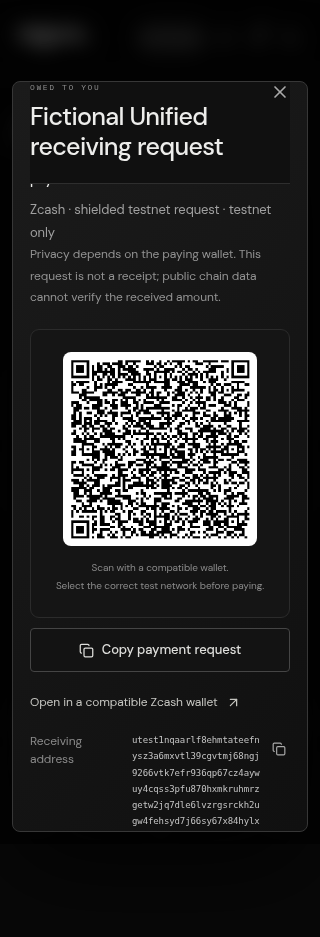 OWED TO YOU
Fictional Unified
receiving request
Zcash · shielded testnet request · testnet
only
Privacy depends on the paying wallet. This
request is not a receipt; public chain data
cannot verify the received amount.
Scan with a compatible wallet.
Select the correct test network before paying.
Copy payment request
Open in a compatible Zcash wallet
Receiving
address
utest1nqaarlf8ehmtateefn
ysz3a6mxvtl39cgvtmj68ngj
9266vtk7efr936qp67cz4ayw
uy4cqss3pfu870hxmkruhmrz
getw2jq7dle6lvzrgsrckh2u
gw4fehsyd7j66sy67x84hylx